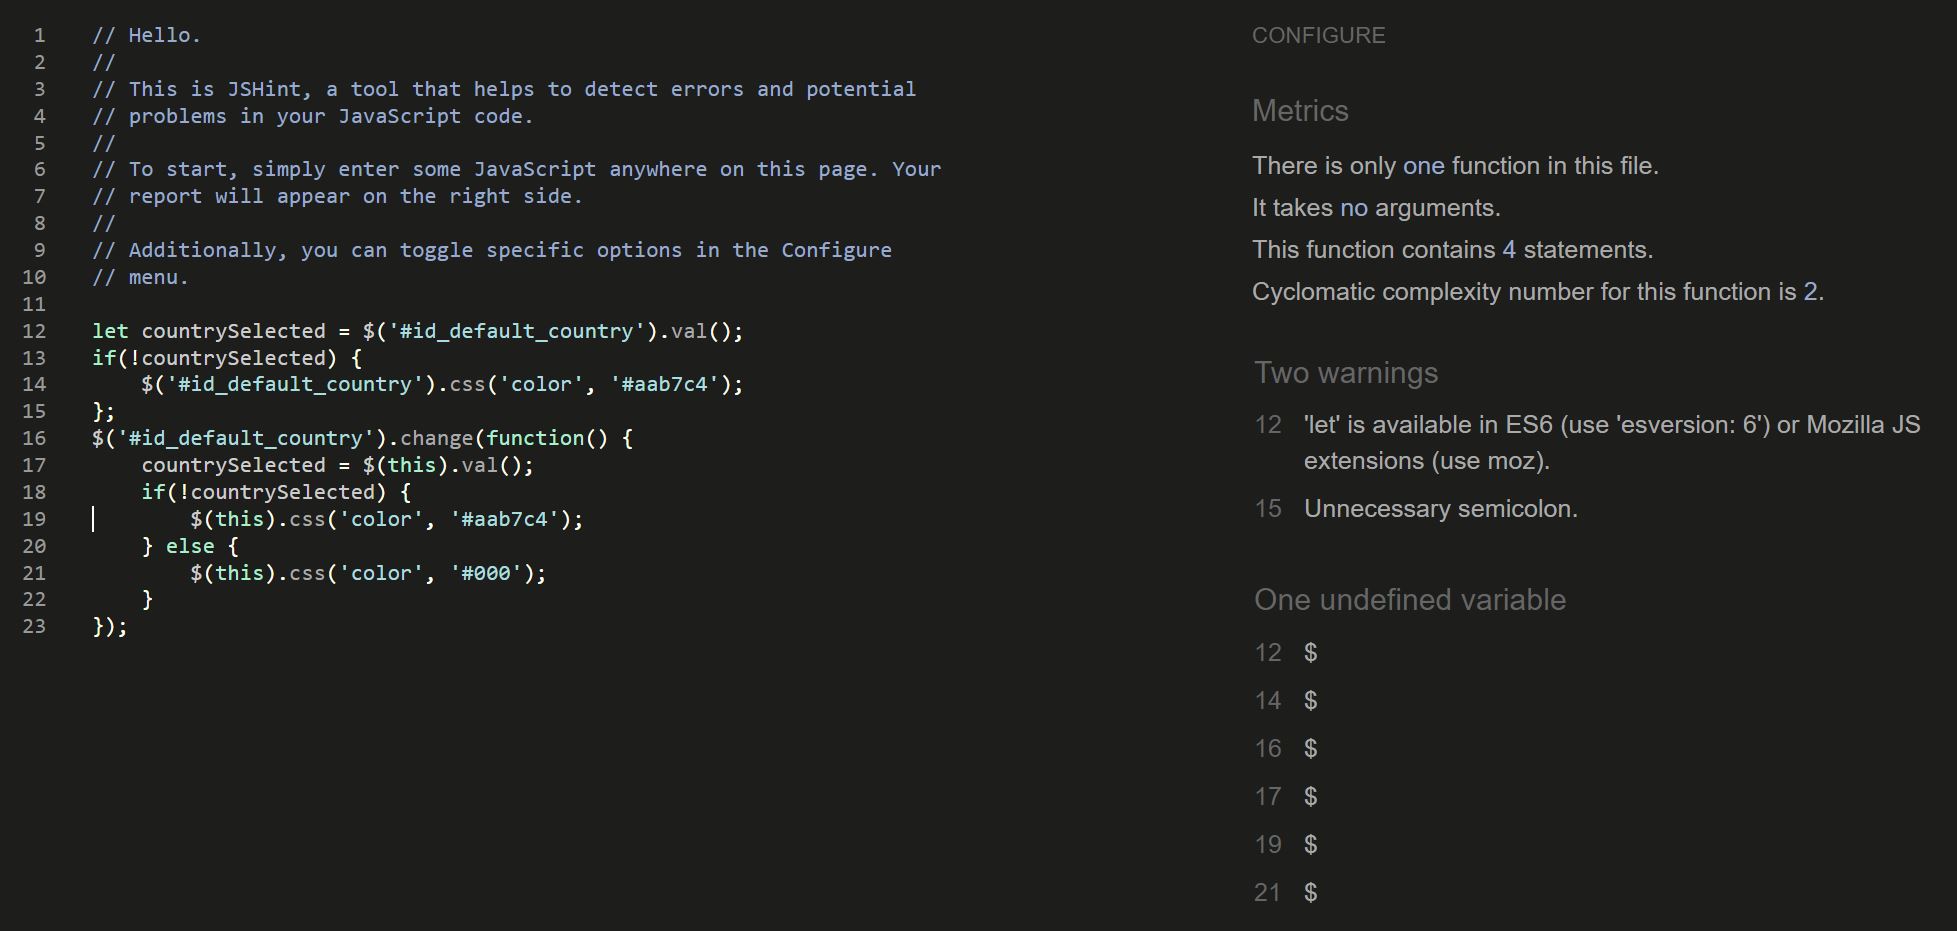 1 // Hello.
2 //
3 // This is JSHint, a tool that helps to detect errors and potential
4 // problems in your JavaScript code.
5 //
6 // To start, simply enter some JavaScript anywhere on this page. Your
7 // report will appear on the right side.
8 //
9 // Additionally, you can toggle specific options in the Configure
10 // menu.
11
12 let countrySelected = $('#id_default_country').val();
13 if(!countrySelected) {
14     $('#id_default_country').css('color', '#aab7c4');
15 };
16 $('#id_default_country').change(function() {
17     countrySelected = $(this).val();
18     if(!countrySelected) {
19         $(this).css('color', '#aab7c4');
20     } else {
21         $(this).css('color', '#000');
22     }
23 });
CONFIGURE
Metrics
There is only one function in this file.
It takes no arguments.
This function contains 4 statements.
Cyclomatic complexity number for this function is 2.
Two warnings
12 'let' is available in ES6 (use 'esversion: 6') or Mozilla JS
extensions (use moz).
15 Unnecessary semicolon.
One undefined variable
12 $
14 $
16 $
17 $
19 $
21 $